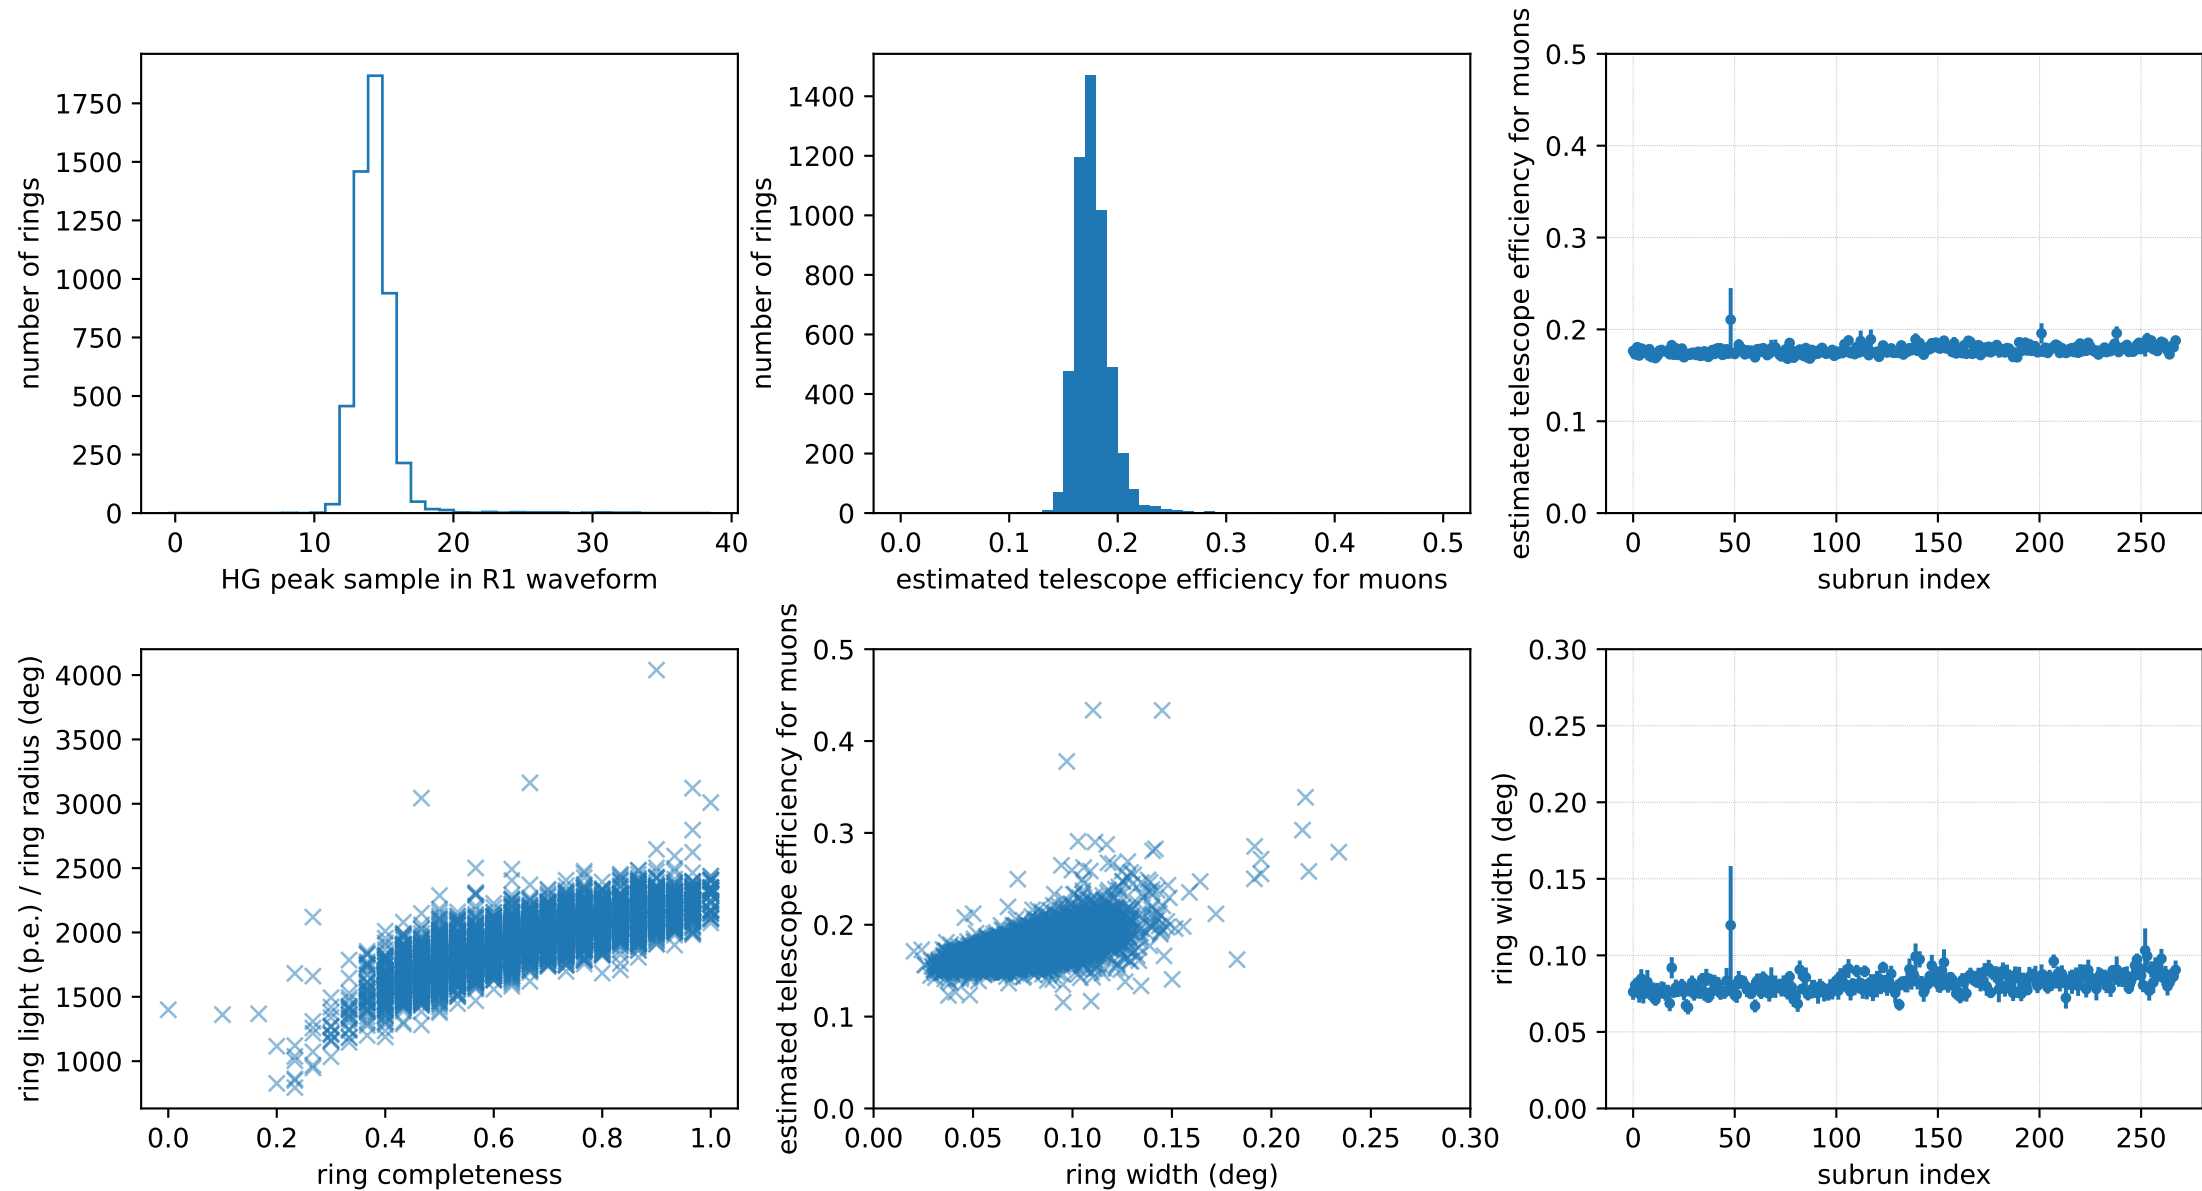 number of rings
1750
1500
1250
1000
750
500
250
0
0 10 20 30 40
HG peak sample in R1 waveform
number of rings
1400
1200
1000
800
600
400
200
0
0.0 0.1 0.2 0.3 0.4 0.5
estimated telescope efficiency for muons
estimated telescope efficiency for muons
0.5
0.4
0.3
0.2
0.1
0.0
0 50 100 150 200 250
subrun index
ring light (p.e.) / ring radius (deg)
4000
3500
3000
2500
2000
1500
1000
0.0 0.2 0.4 0.6 0.8 1.0
ring completeness
estimated telescope efficiency for muons
0.5
0.4
0.3
0.2
0.1
0.0
0.00 0.05 0.10 0.15 0.20 0.25 0.30
ring width (deg)
ring width (deg)
0.30
0.25
0.20
0.15
0.10
0.05
0.00
0 50 100 150 200 250
subrun index